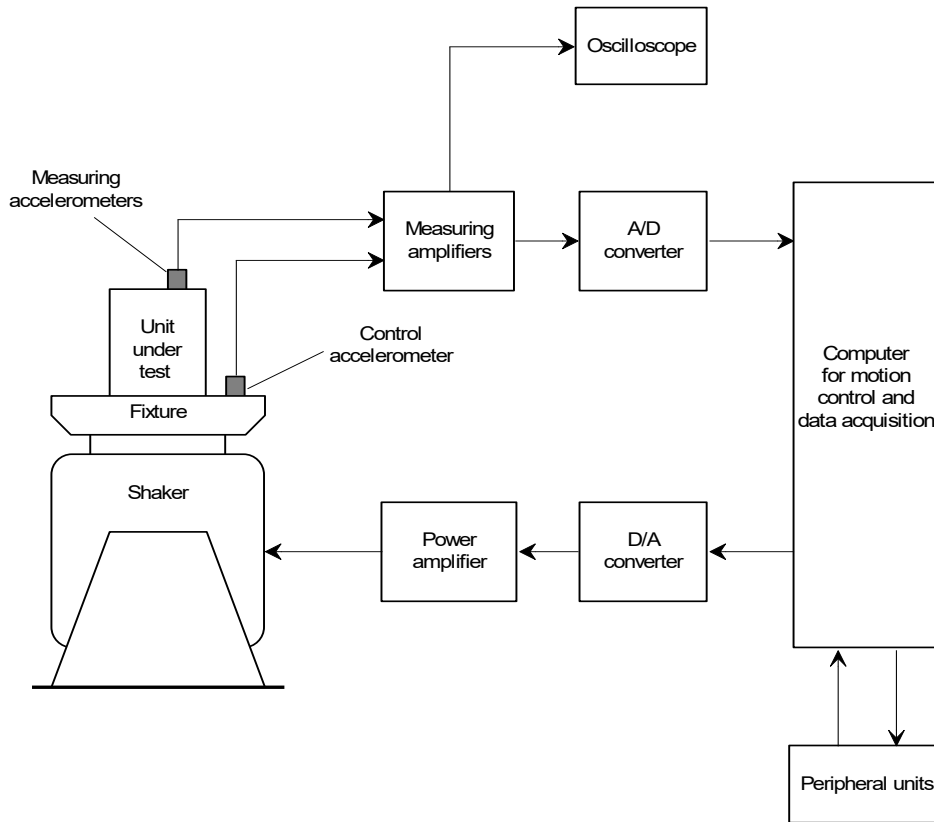 Oscilloscope
Measuring
accelerometers
Measuring
amplifiers
A/D
converter
Unit
under
test
Control
accelerometer
Computer
for motion
control and
data acquisition
Fixture
Shaker
Power
amplifier
D/A
converter
Peripheral units